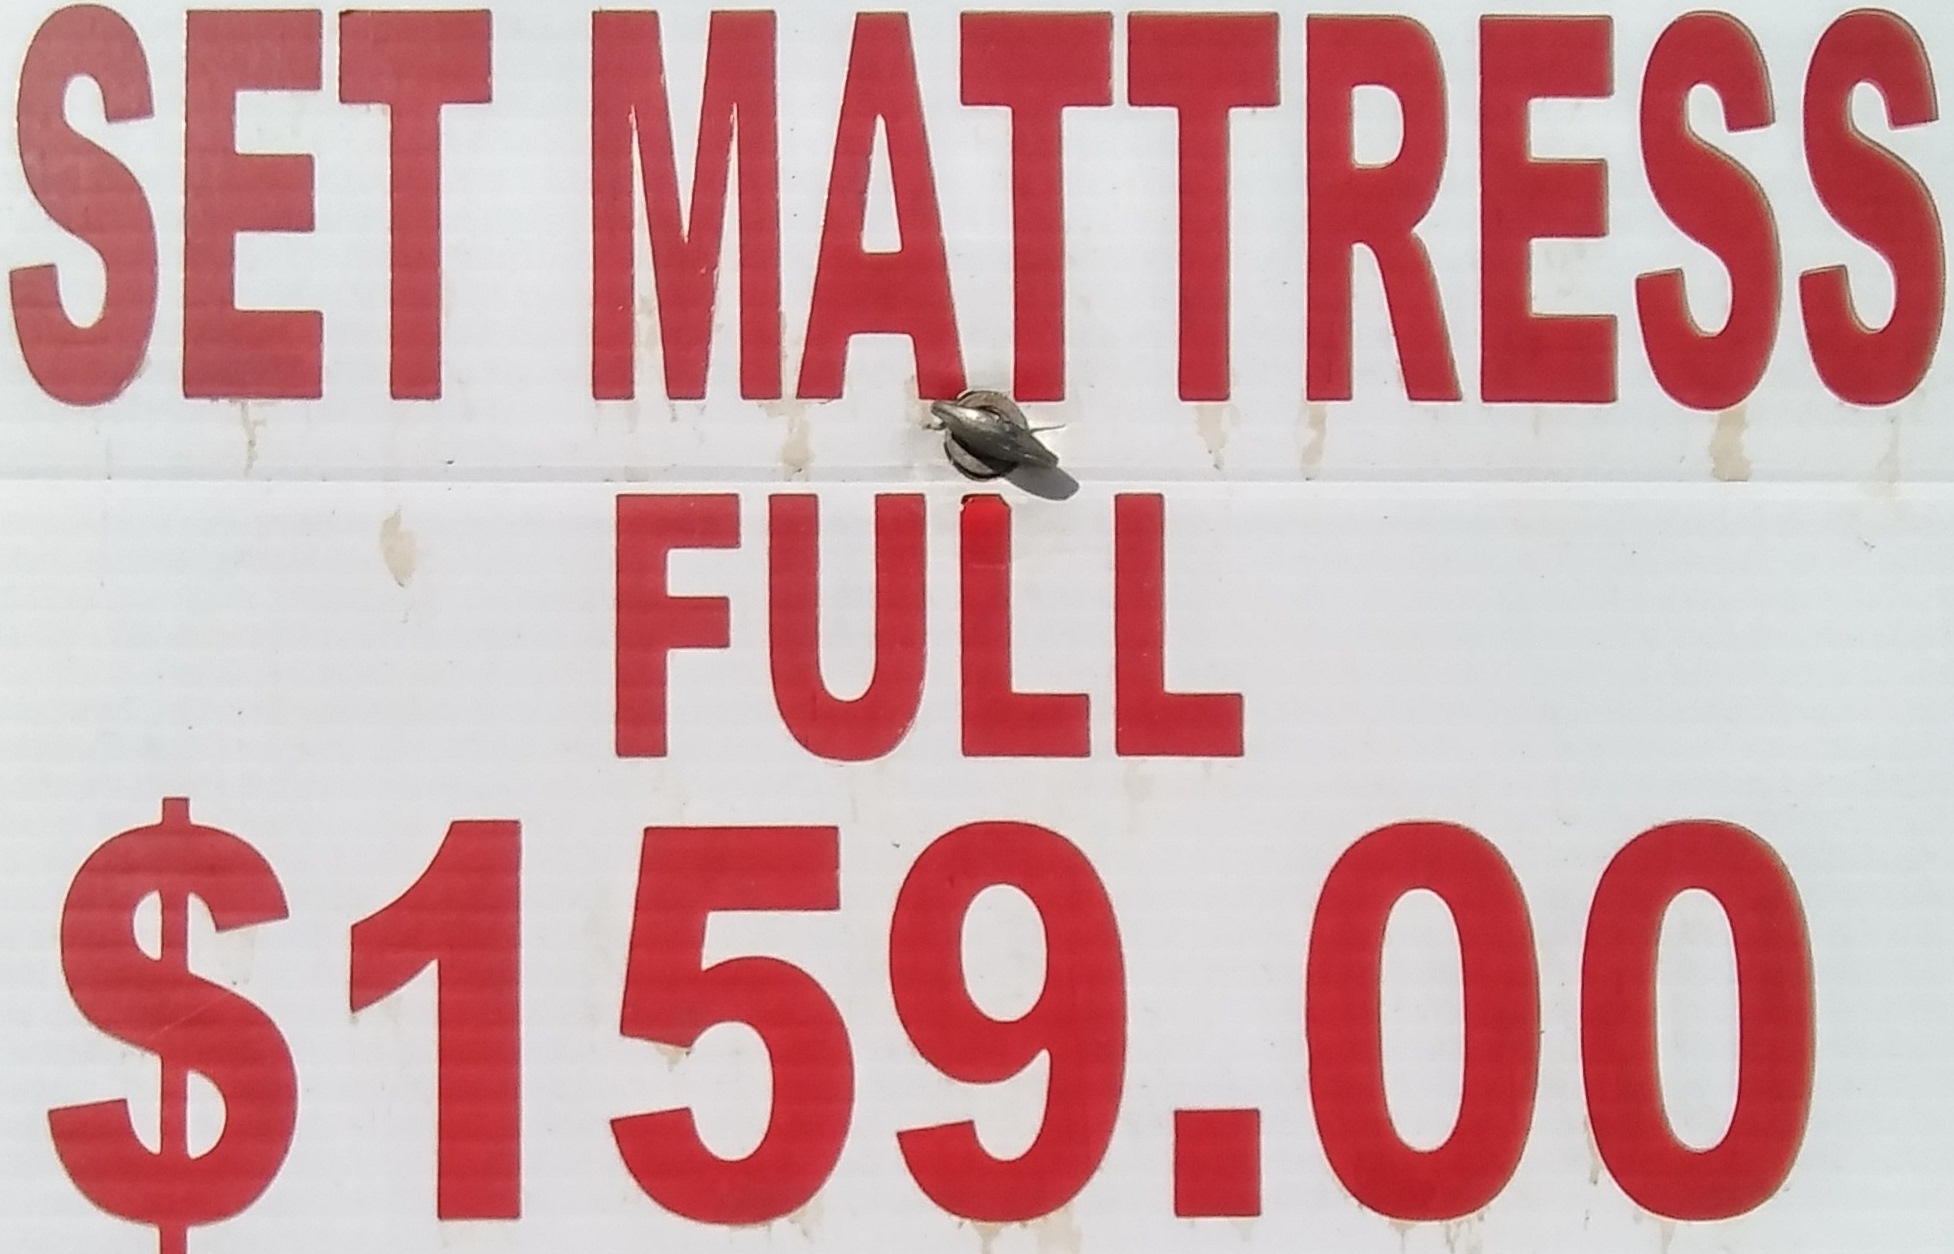 SET MATTRESS
FULL
$159.00